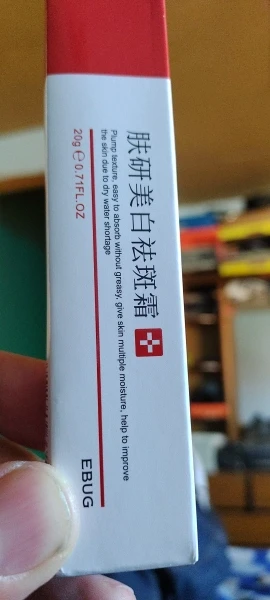 肤研美白祛斑霜
Plump texture, easy to absorb without greasy, give skin multiple moisture, help to improve
the skin due to dry water shortage
20g ℮ 0.71FL.OZ
EBUG